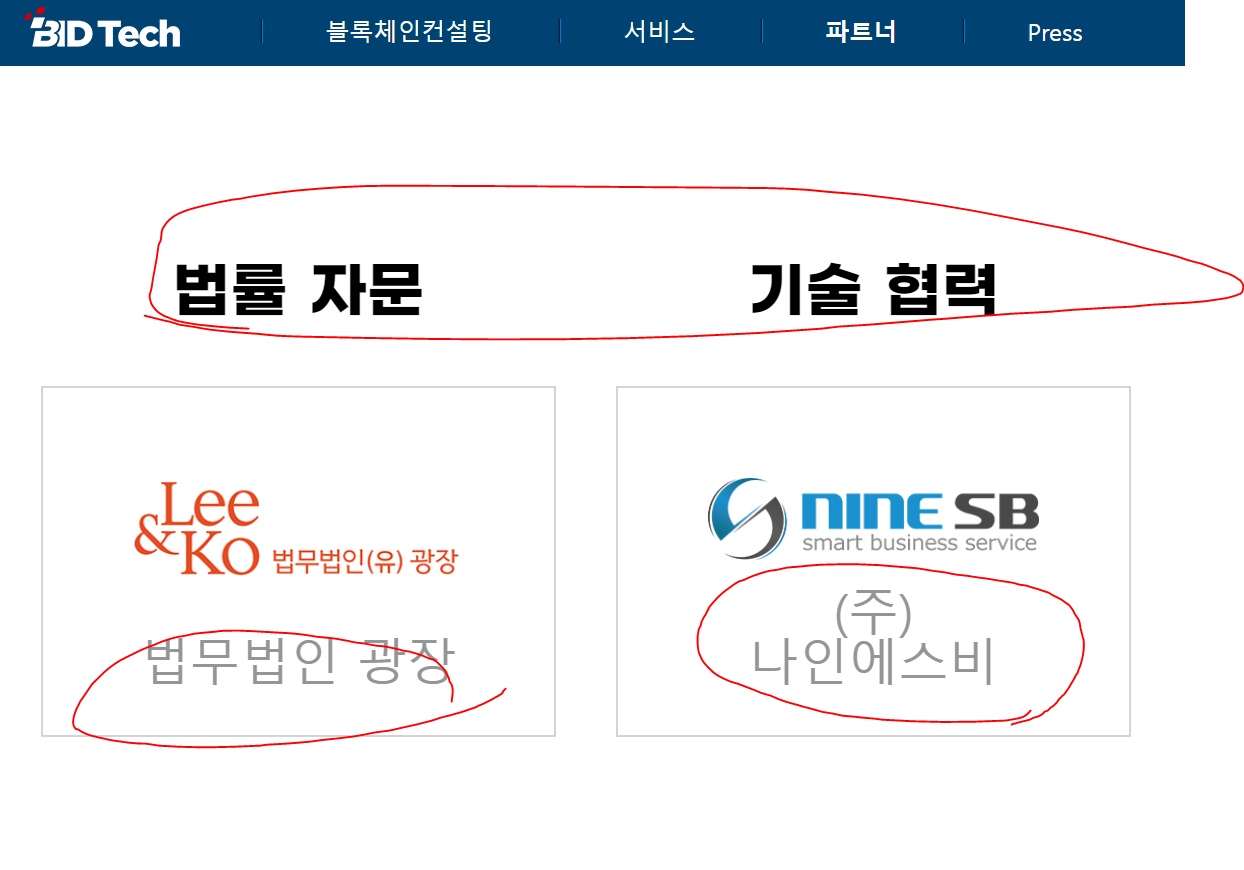 BID Tech 블록체인컨설팅 서비스 파트너 Press
법률 자문
기술 협력
Lee
&KO 법무법인(유) 광장
법무법인 광장
NINE SB
smart business service
(주)
나인에스비